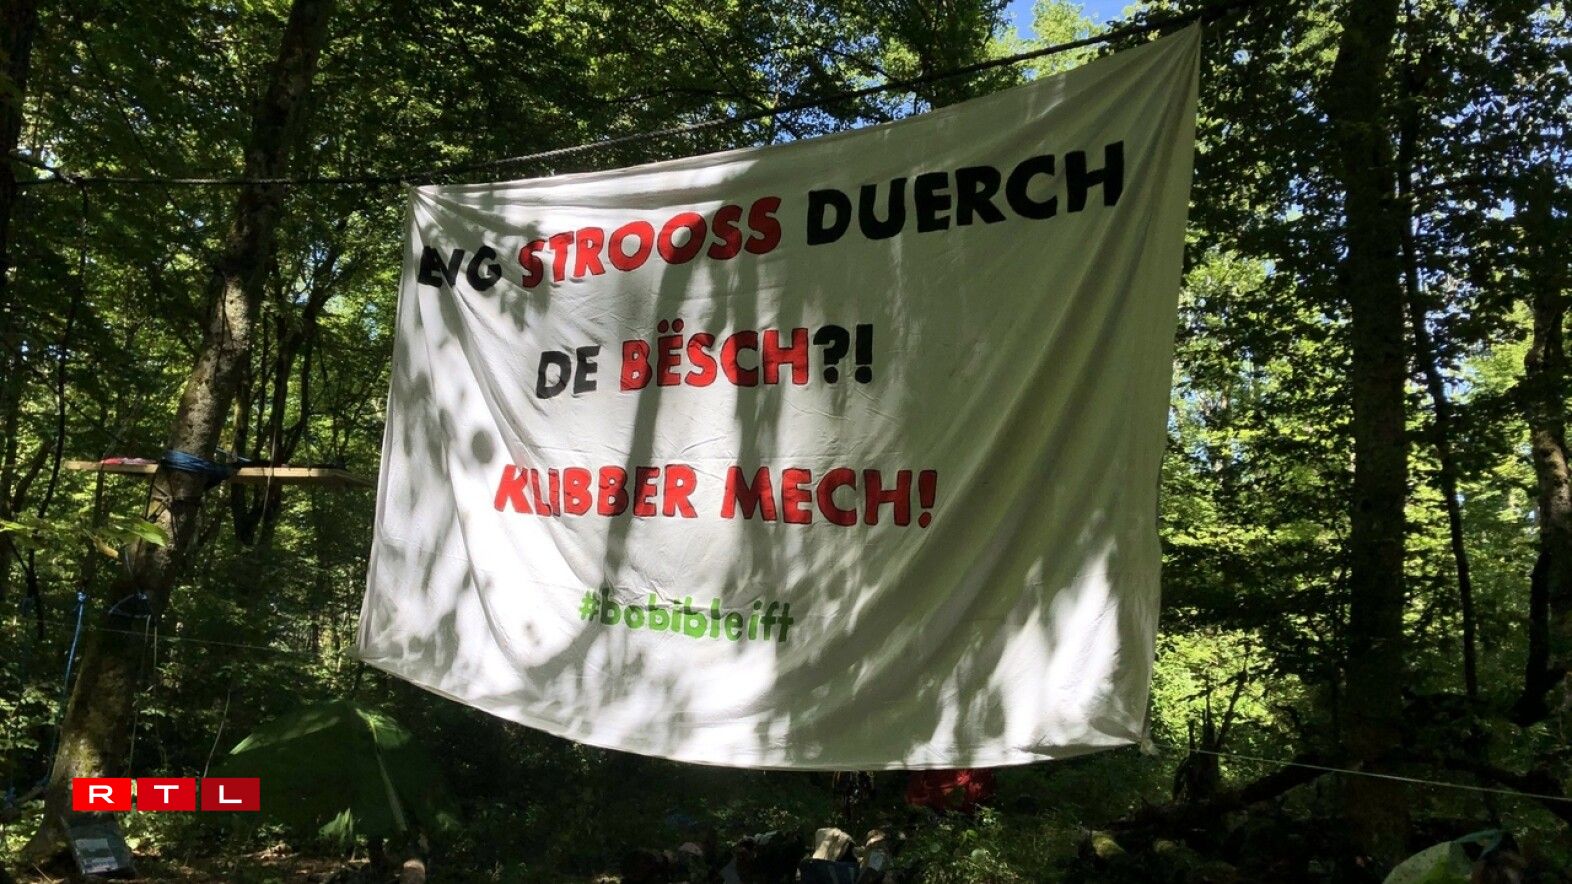 ENG STROOSS DUERCH
DE BËSCH?!
KLIBBER MECH!
#bobibleift
RTL